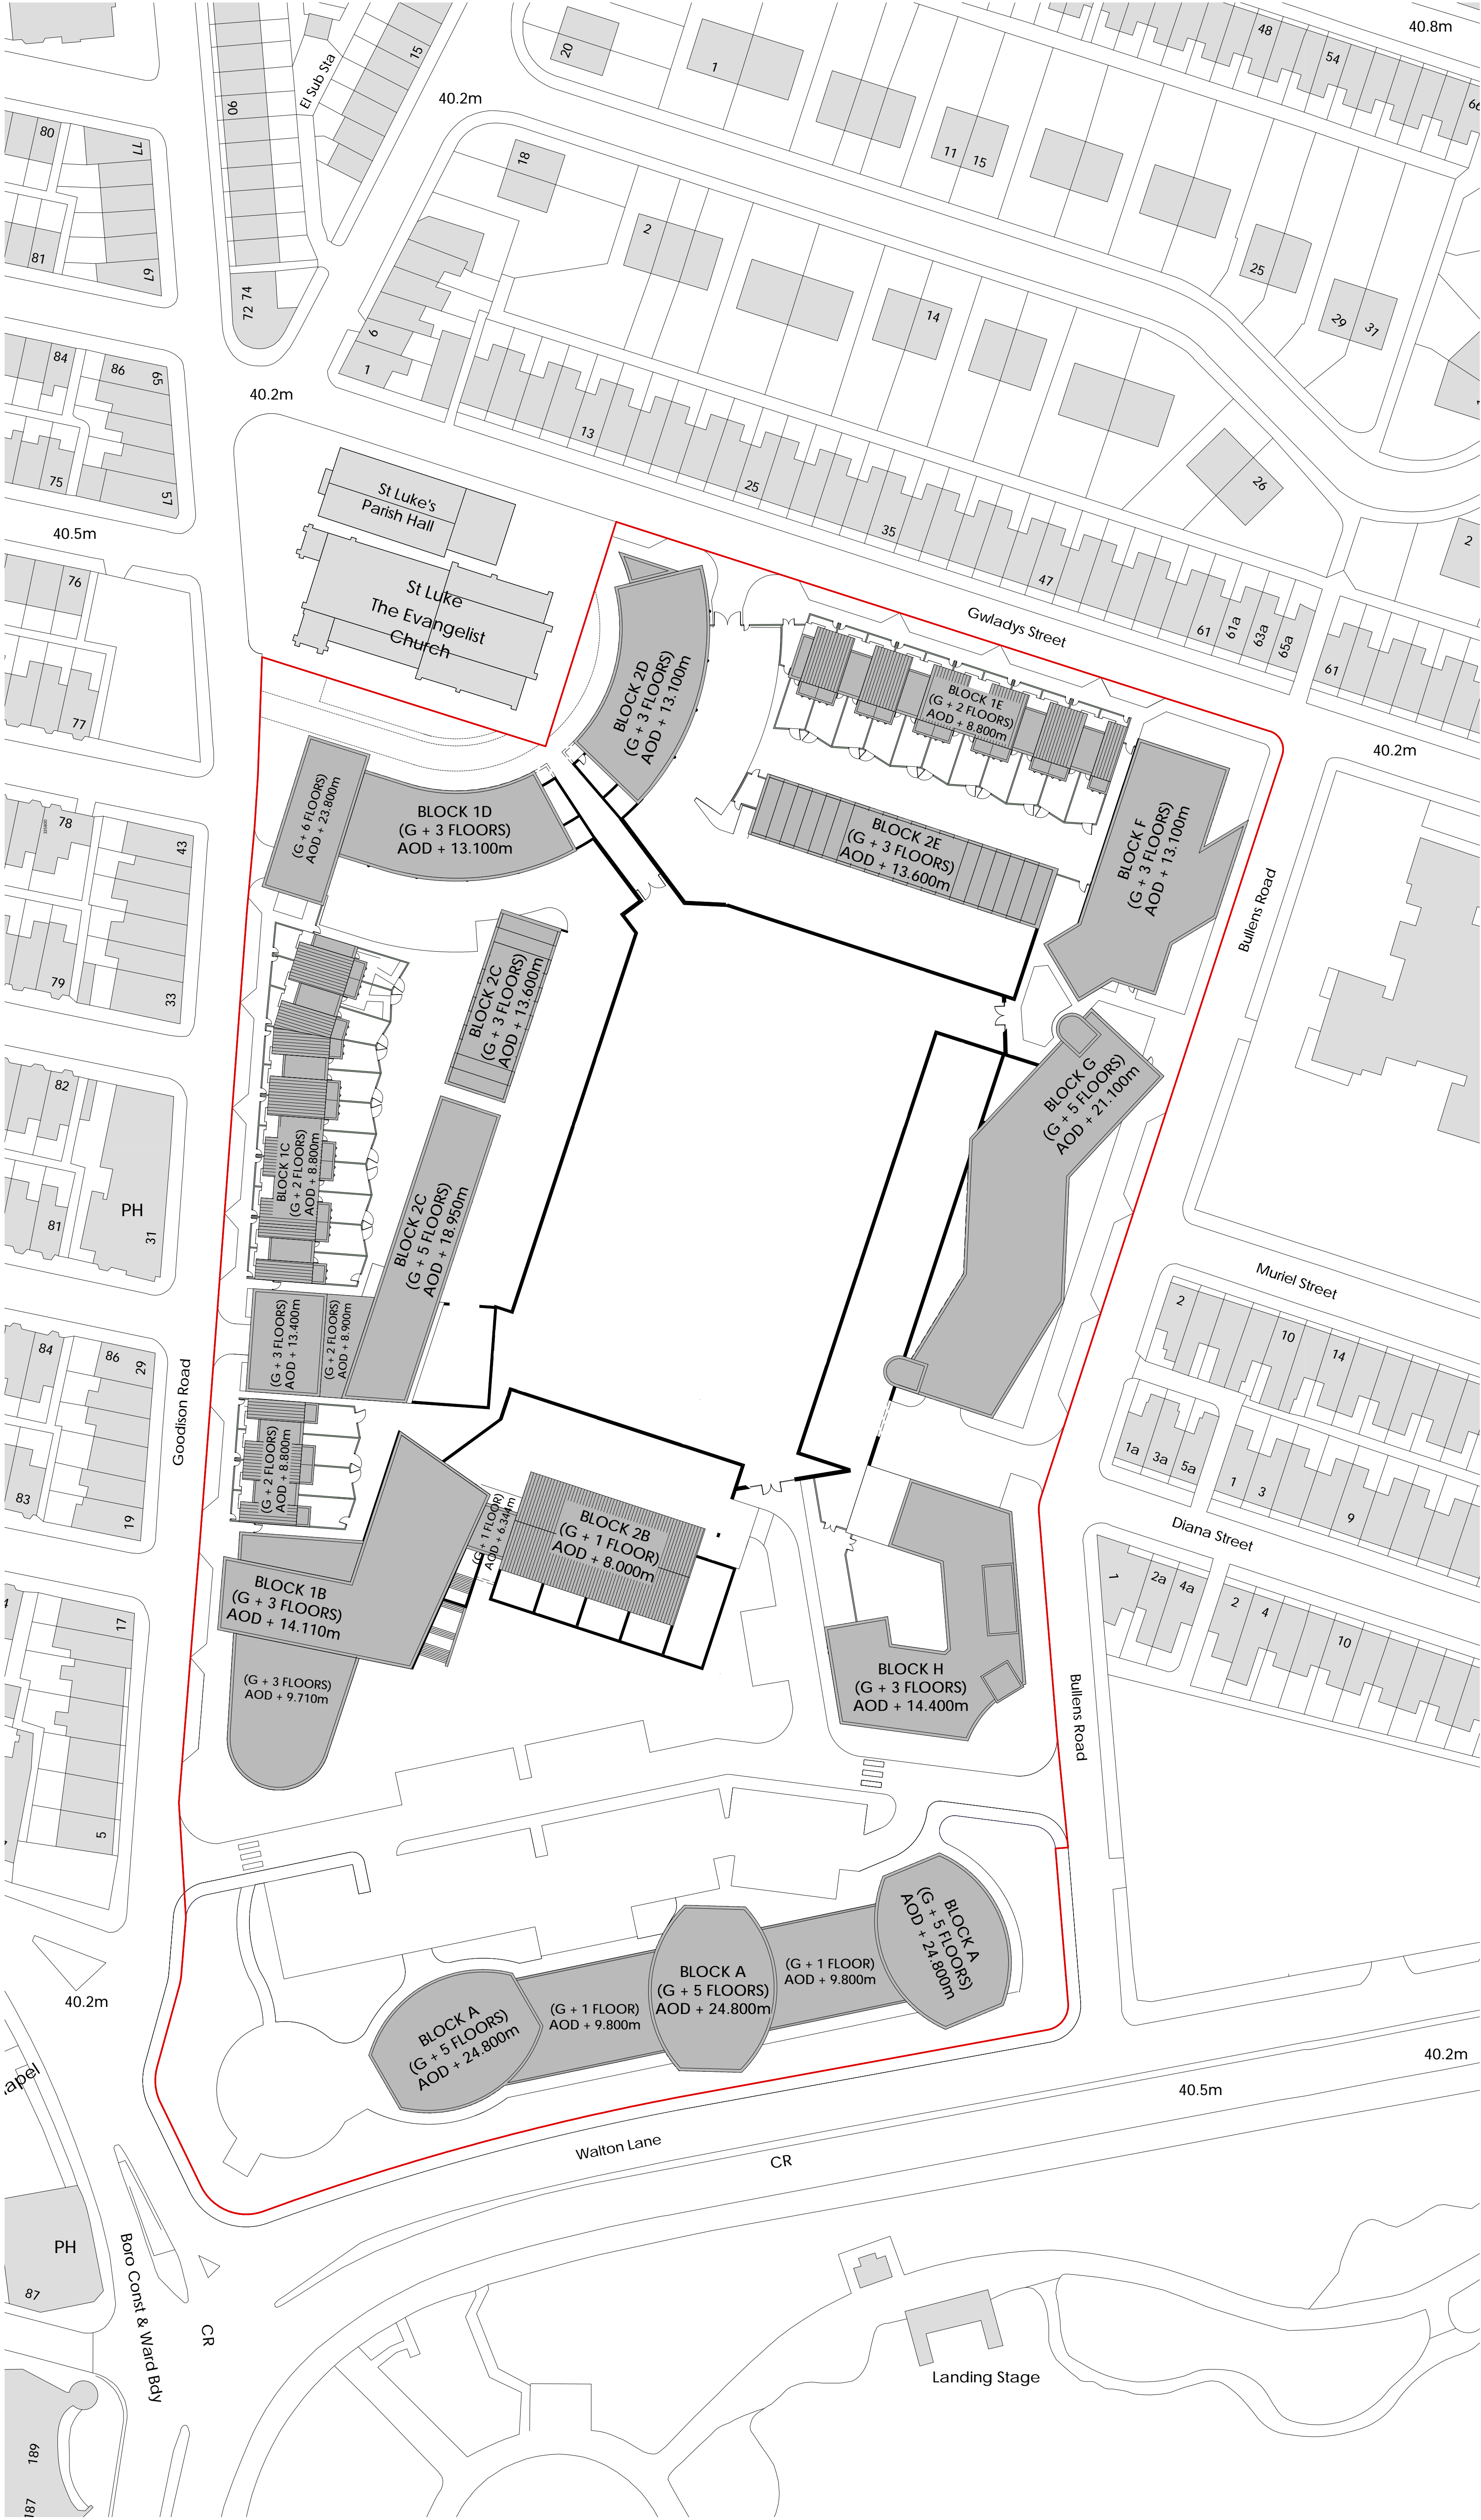 40.8m
48
54
66
20
1
15
El Sub Sta
90
40.2m
80
77
11 15
18
81
67
2
25
72 74
14
29 37
6
1
84
86
65
40.2m
13
75
57
25
26
St Luke's
Parish Hall
35
40.5m
2
47
76
St Luke
The Evangelist
Church
Gwladys Street
61
61a
63a
65a
61
77
BLOCK 2D
(G + 3 FLOORS)
AOD + 13.100m
BLOCK 1E
(G + 2 FLOORS)
AOD + 8.800m
40.2m
78
43
(G + 6 FLOORS)
AOD + 23.800m
BLOCK 1D
(G + 3 FLOORS)
AOD + 13.100m
BLOCK 2E
(G + 3 FLOORS)
AOD + 13.600m
BLOCK F
(G + 3 FLOORS)
AOD + 13.100m
Bullens Road
79
33
BLOCK 2C
(G + 3 FLOORS)
AOD + 13.600m
82
BLOCK G
(G + 5 FLOORS)
AOD + 21.100m
BLOCK 1C
(G + 2 FLOORS)
AOD + 8.800m
PH
81
31
BLOCK 2C
(G + 5 FLOORS)
AOD + 18.950m
Muriel Street
2
10
14
84
86
29
(G + 3 FLOORS)
AOD + 13.400m
(G + 2 FLOORS)
AOD + 8.900m
Goodison Road
1a
3a
5a
1
3
9
83
19
(G + 2 FLOORS)
AOD + 8.800m
(G + 1 FLOOR)
AOD + 6.344m
BLOCK 2B
(G + 1 FLOOR)
AOD + 8.000m
Diana Street
1
2a
4a
2
4
10
BLOCK 1B
(G + 3 FLOORS)
AOD + 14.110m
17
BLOCK H
(G + 3 FLOORS)
AOD + 14.400m
(G + 3 FLOORS)
AOD + 9.710m
Bullens Road
5
BLOCK A
(G + 5 FLOORS)
AOD + 24.800m
(G + 1 FLOOR)
AOD + 9.800m
BLOCK A
(G + 5 FLOORS)
AOD + 24.800m
(G + 1 FLOOR)
AOD + 9.800m
BLOCK A
(G + 5 FLOORS)
AOD + 24.800m
40.2m
40.2m
40.5m
apel
Walton Lane
CR
PH
87
Boro Const & Ward Bdy
CR
Landing Stage
189
187